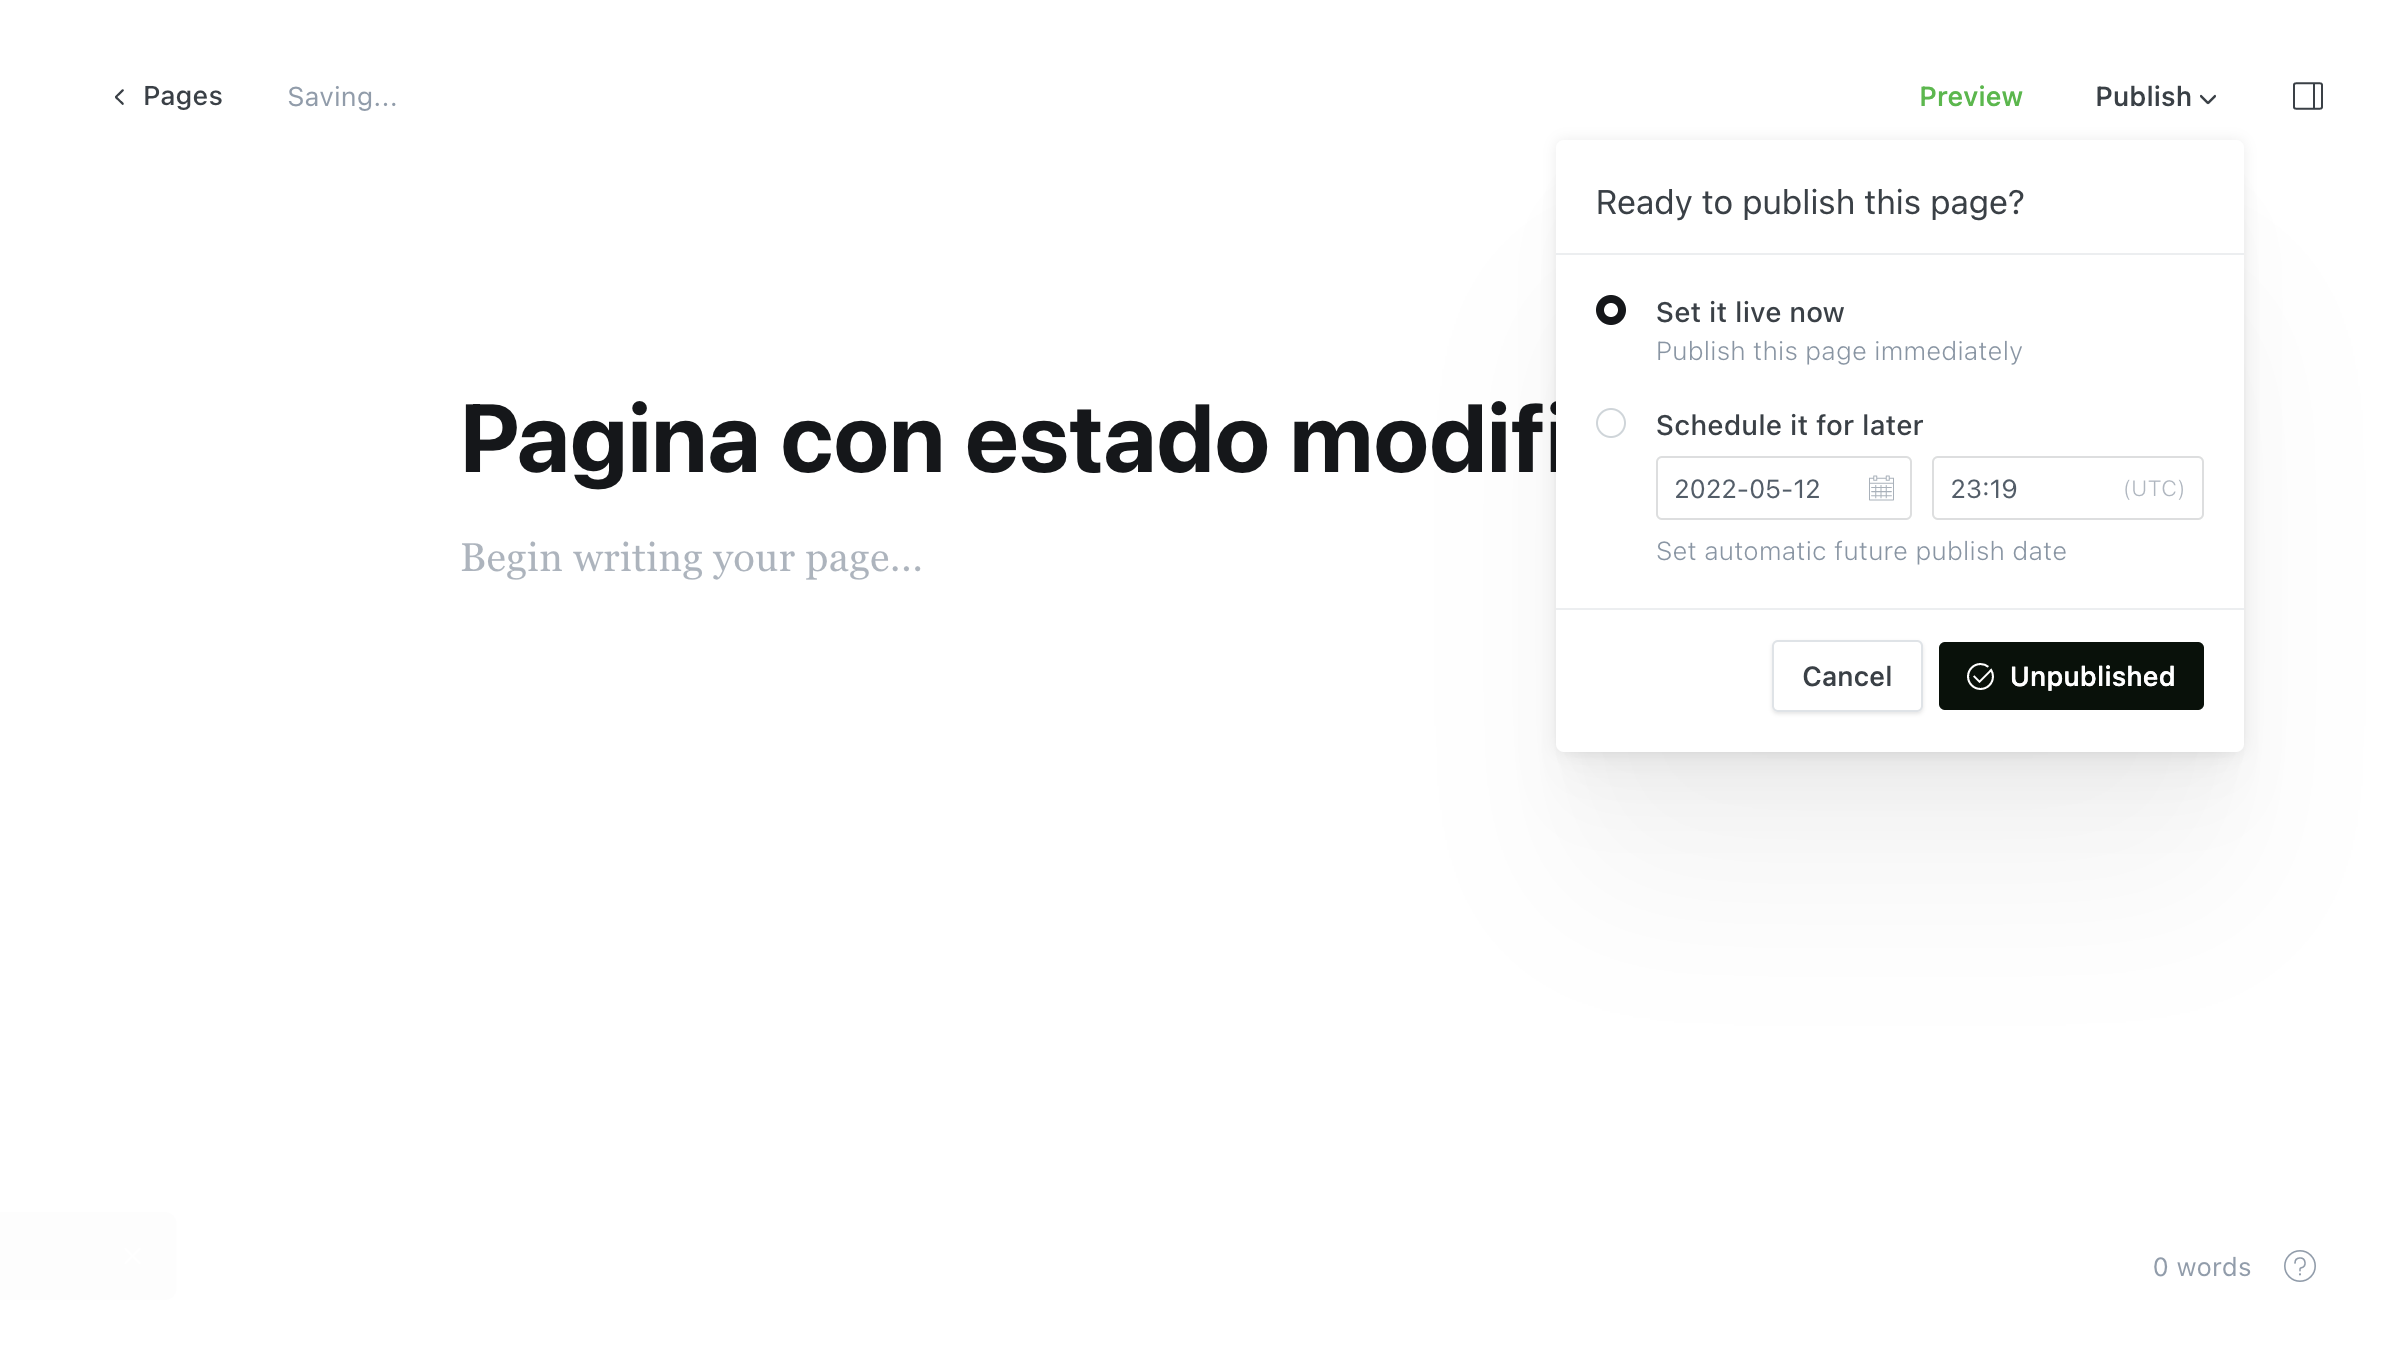 Pages
Saving...
Preview
Publish
Ready to publish this page?
Set it live now
Publish this page immediately
Pagina con estado modifi
Schedule it for later
2022-05-12
23:19 (UTC)
Begin writing your page...
Set automatic future publish date
Cancel
Unpublished
0 words
?